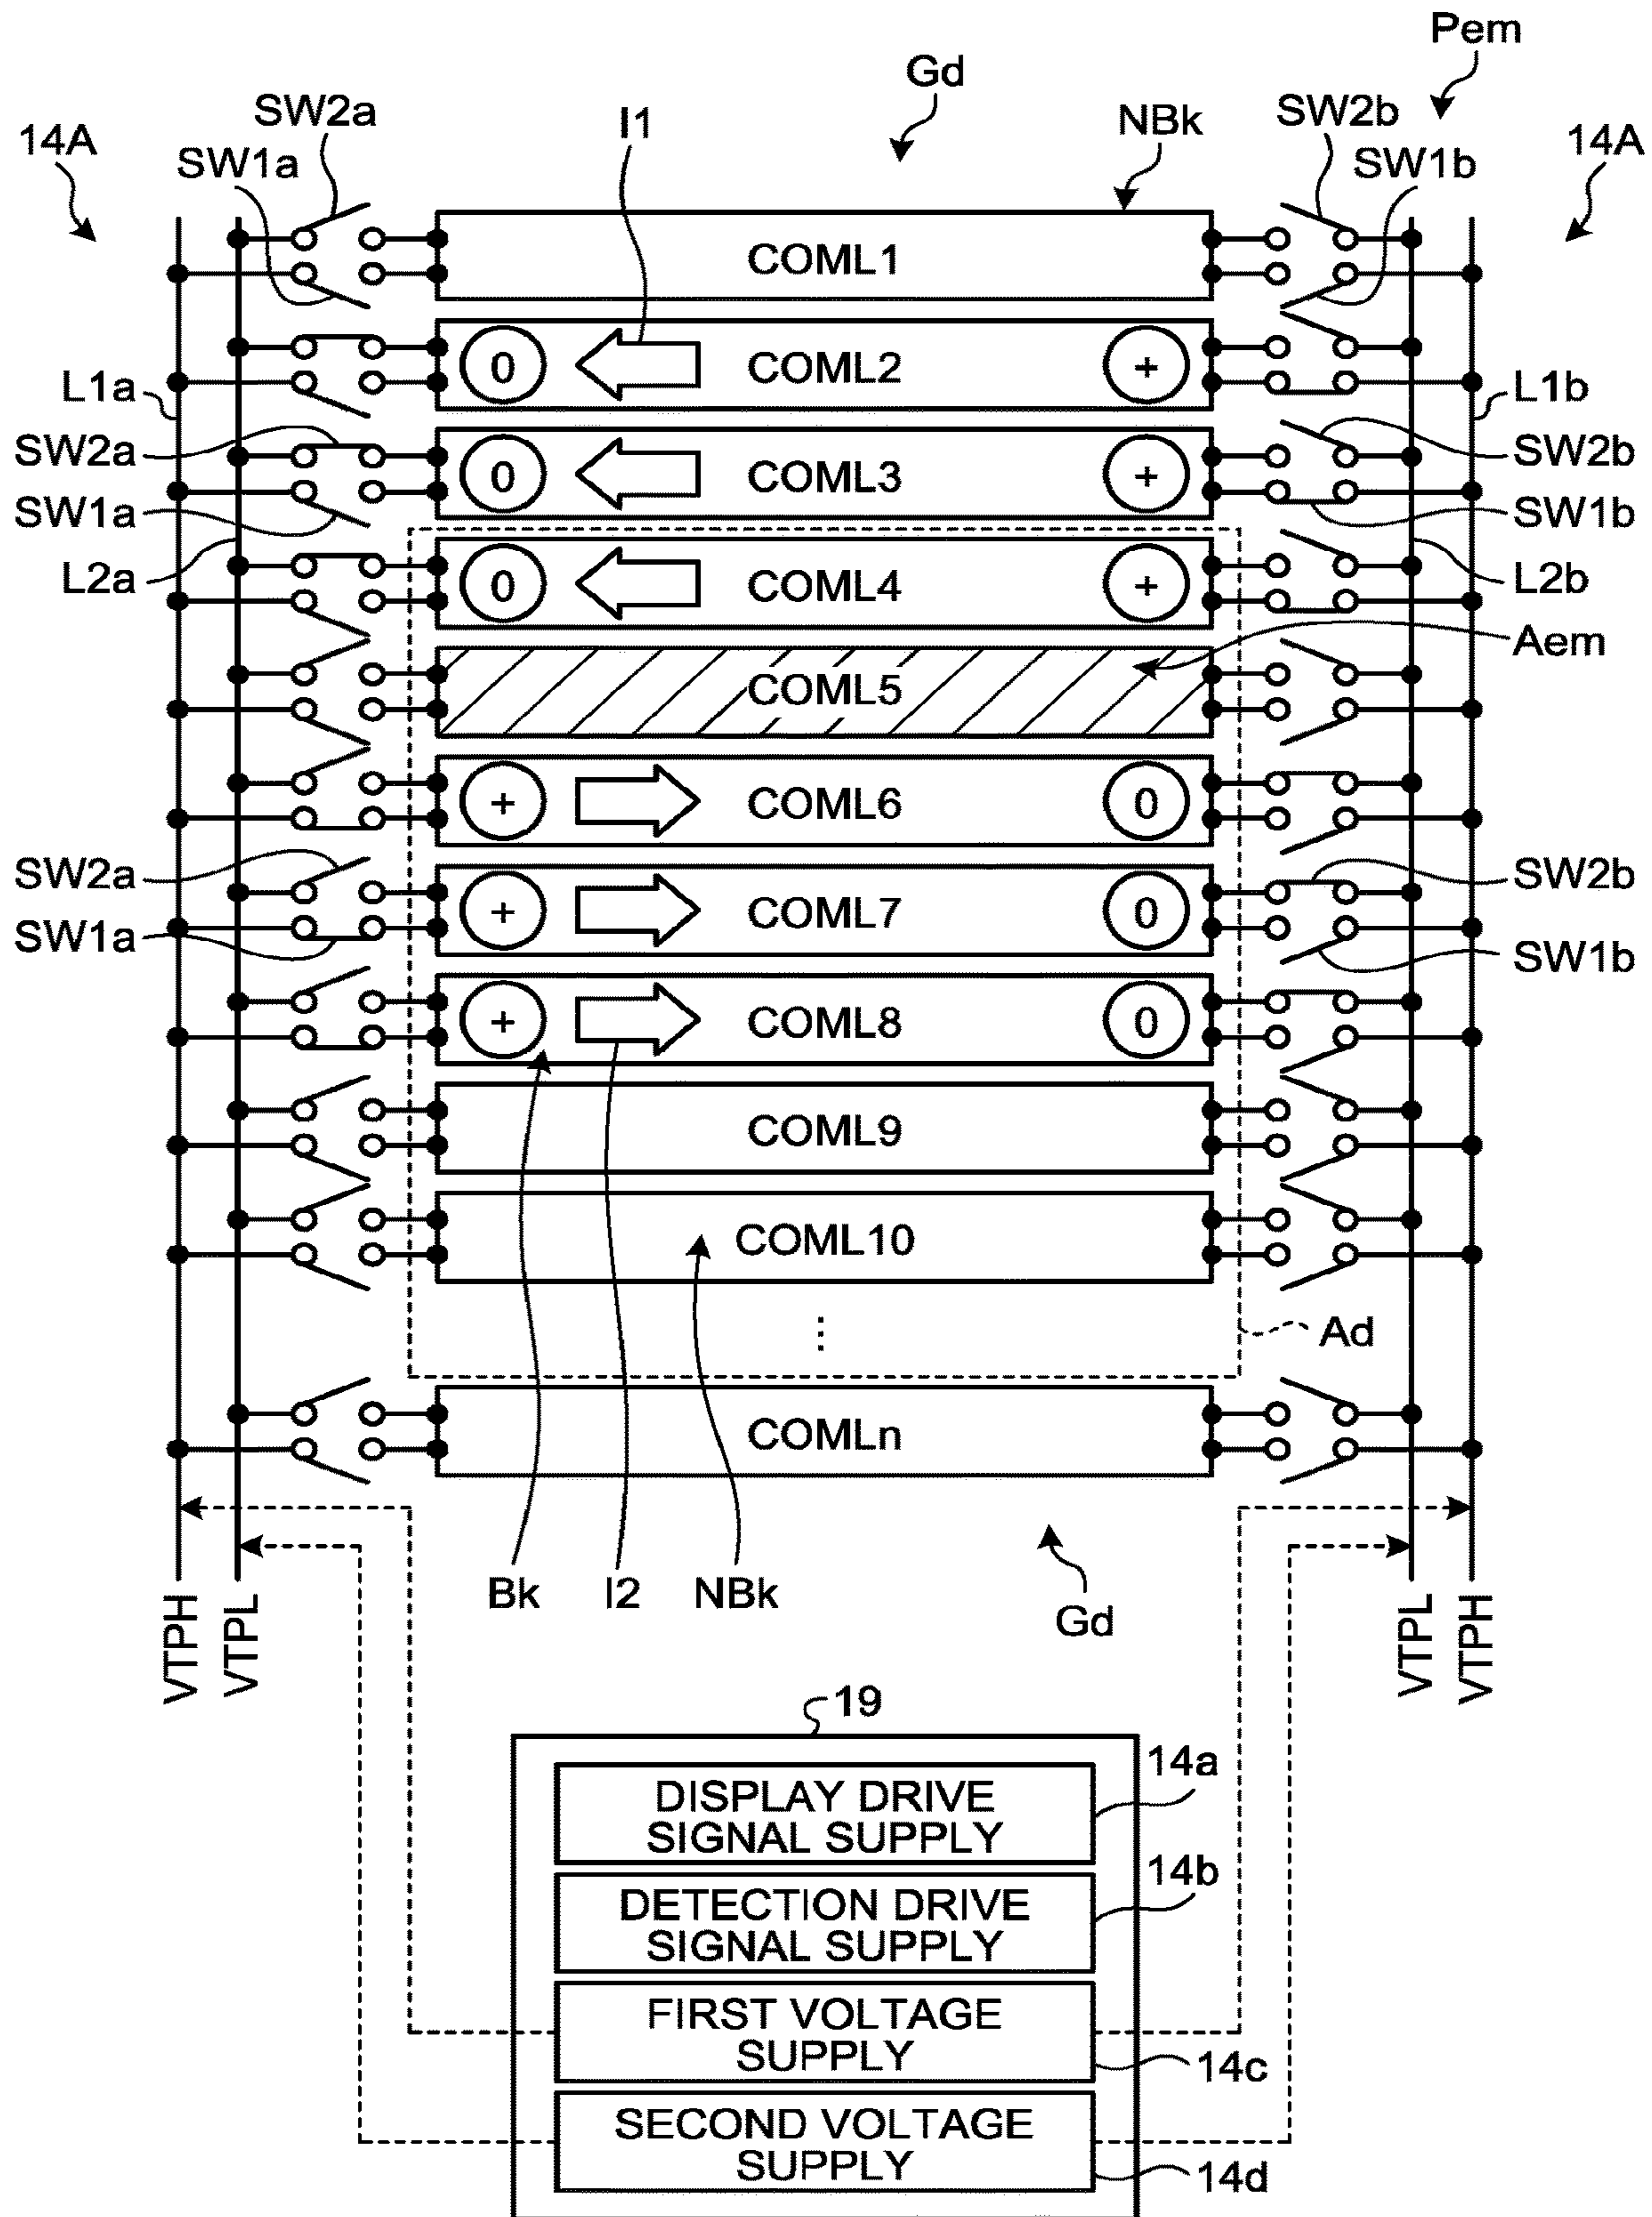 Pem
Gd
SW2a
I1
NBk
SW2b
14A
SW1a
SW1b
14A
COML1
0
COML2
+
L1a
L1b
SW2a
0
COML3
+
SW2b
SW1a
SW1b
L2a
0
COML4
+
L2b
Aem
COML5
+
COML6
0
SW2a
SW2b
+
COML7
0
SW1a
SW1b
+
COML8
0
COML9
COML10
⋮
Ad
COMLn
Bk
I2
NBk
Gd
VTPH
VTPL
VTPL
VTPH
19
14a
DISPLAY DRIVE
SIGNAL SUPPLY
14b
DETECTION DRIVE
SIGNAL SUPPLY
FIRST VOLTAGE
SUPPLY
14c
SECOND VOLTAGE
SUPPLY
14d